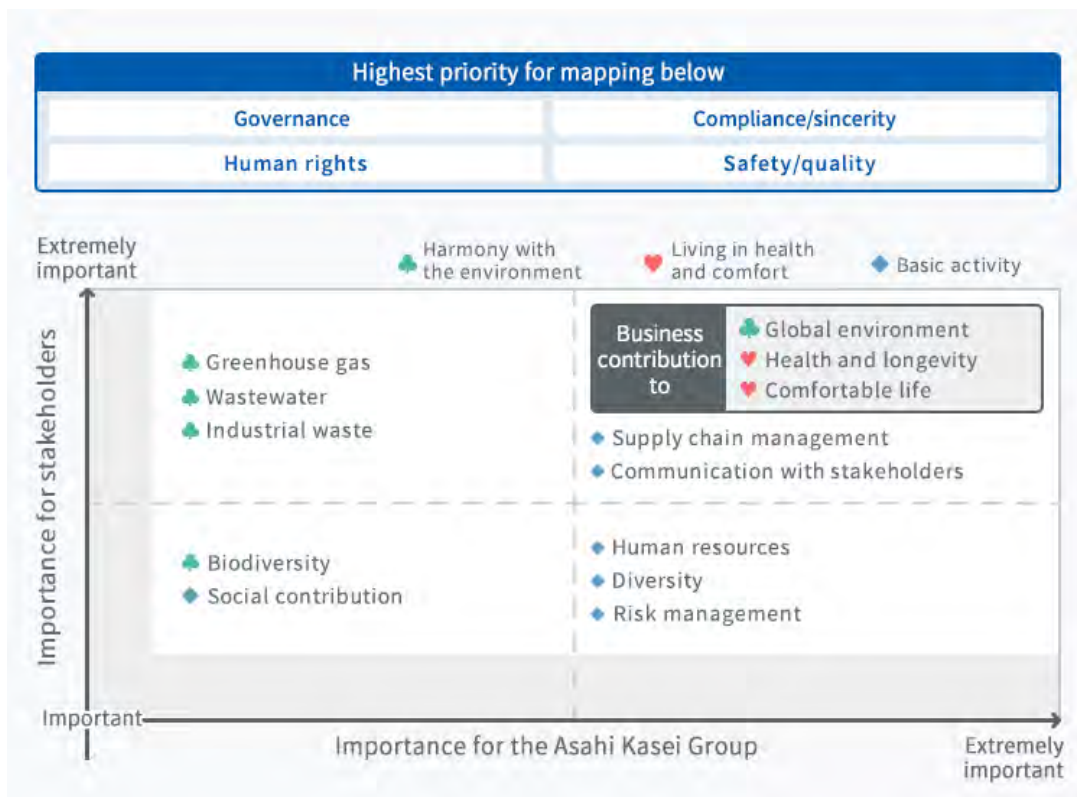 Highest priority for mapping below
Governance
Compliance/sincerity
Human rights
Safety/quality
Extremely
important
Harmony with
the environment
Living in health
and comfort
Basic activity
Importance for stakeholders
Greenhouse gas
Wastewater
Industrial waste
Business
contribution
to
Global environment
Health and longevity
Comfortable life
Supply chain management
Communication with stakeholders
Biodiversity
Social contribution
Human resources
Diversity
Risk management
Important
Importance for the Asahi Kasei Group
Extremely
important